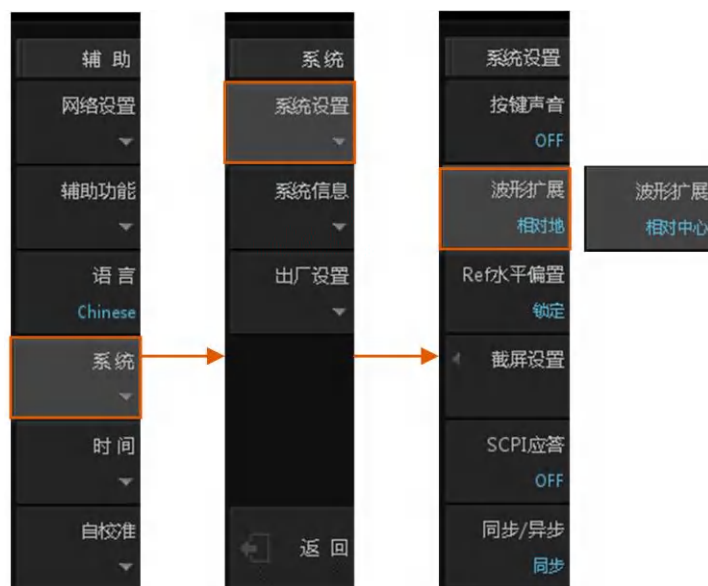 辅 助
网络设置
辅助功能
语言
Chinese
系统
时间
自校准
系统
系统设置
系统信息
出厂设置
返 回
系统设置
按键声音
OFF
波形扩展
相对地
Ref水平偏置
锁定
截屏设置
SCPI应答
OFF
同步/异步
同步
波形扩展
相对中心